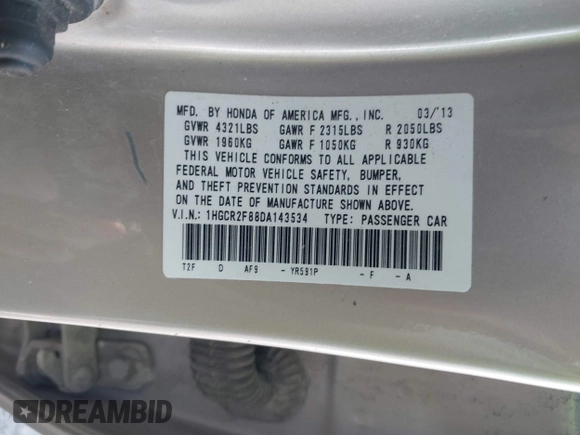 MFD. BY HONDA OF AMERICA MFG., INC. 03/'13
GVWR 4321LBS GAWR F 2315LBS R 2050LBS
GVWR 1960KG GAWR F 1050KG R 930KG
THIS VEHICLE CONFORMS TO ALL APPLICABLE
FEDERAL MOTOR VEHICLE SAFETY, BUMPER,
AND THEFT PREVENTION STANDARDS IN EFFECT
ON THE DATE OF MANUFACTURE SHOWN ABOVE.
V.I.N.: 1HGCR2F88DA143534 TYPE: PASSENGER CAR
T2F D AF9 - YR591P - F - A
DREAMBID